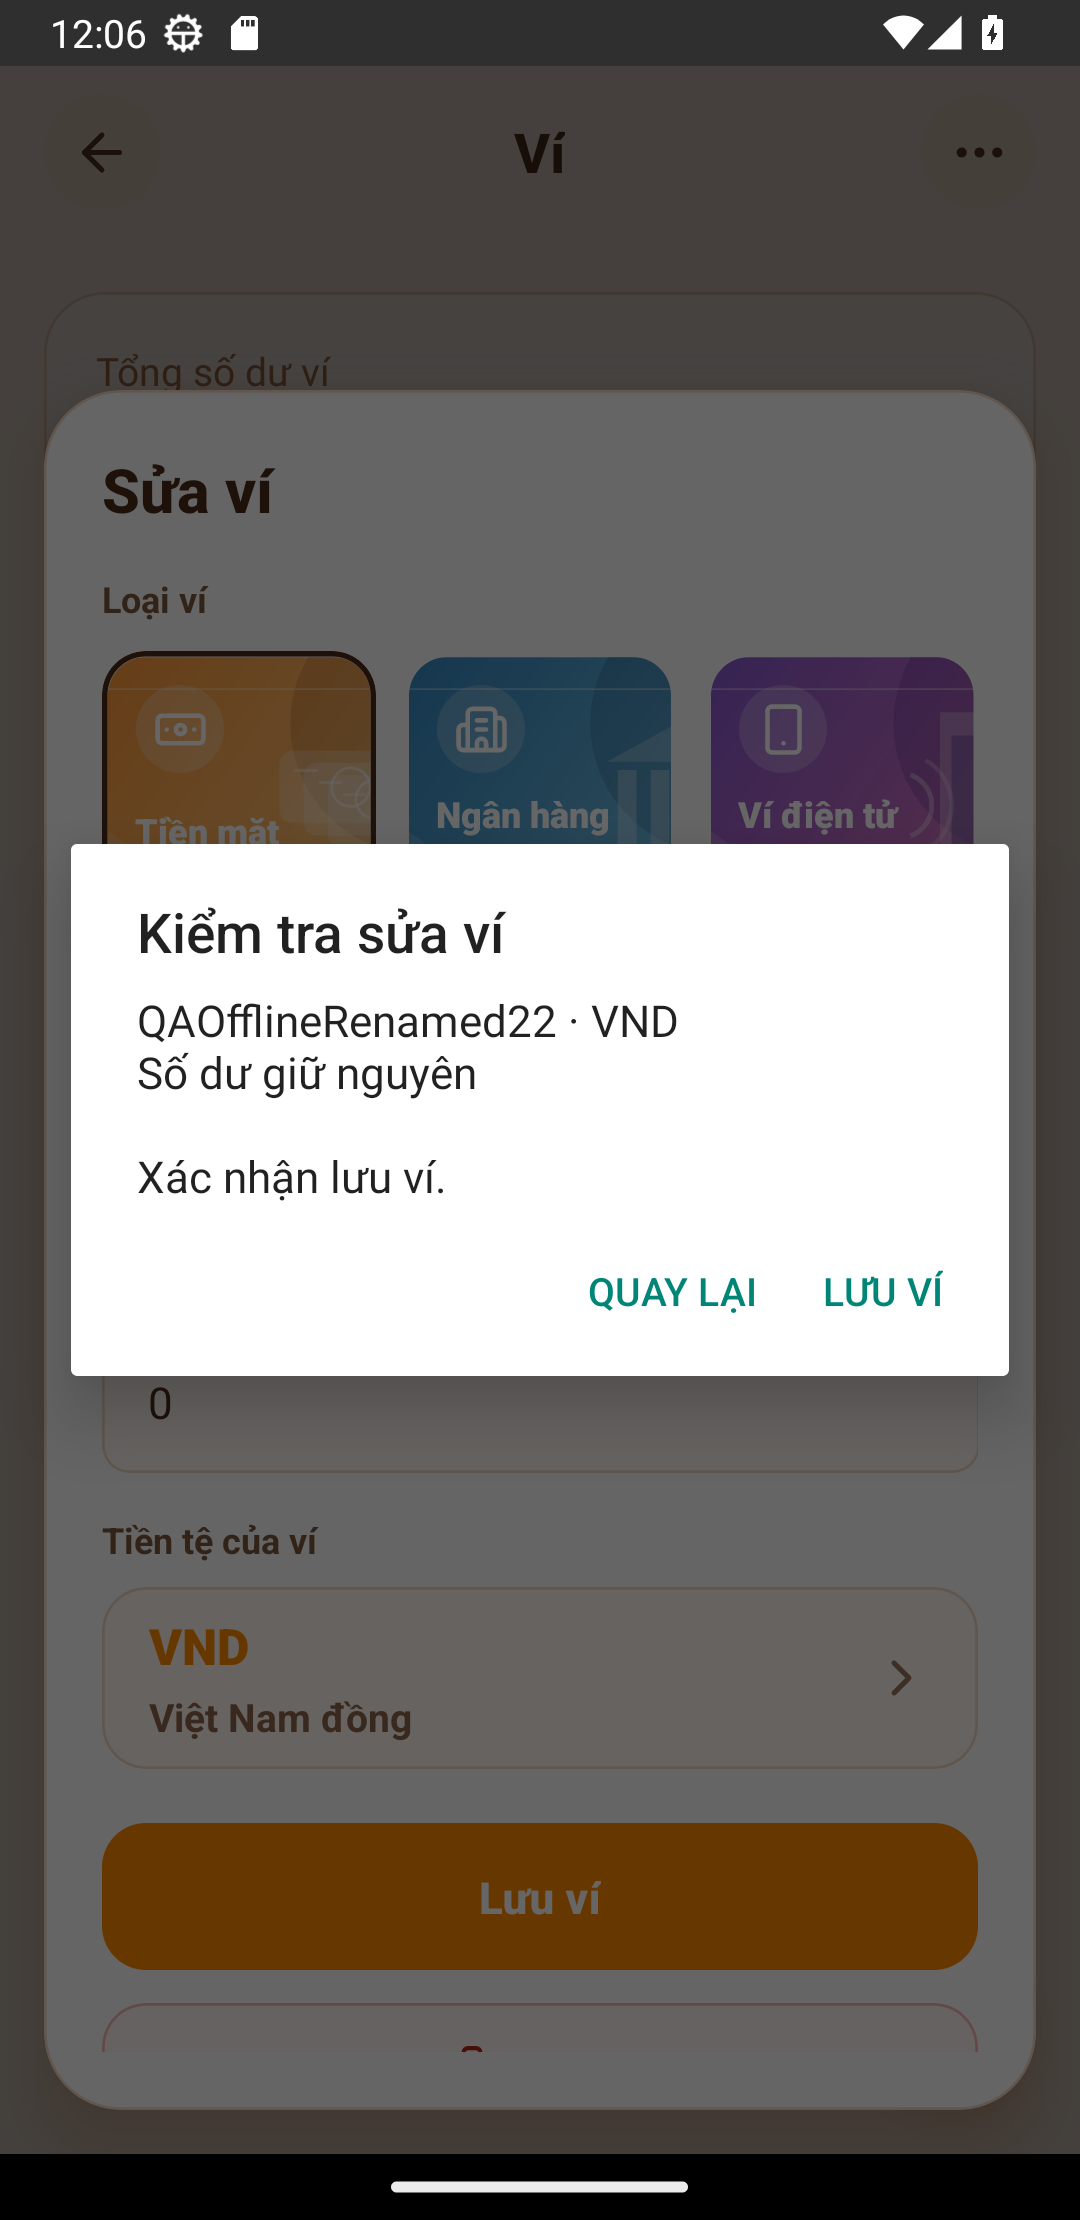 12:06
Ví
Tổng số dư ví
Sửa ví
Loại ví
Tiền mặt
Ngân hàng
Ví điện tử
Kiểm tra sửa ví
QAOfflineRenamed22 · VND
Số dư giữ nguyên
Xác nhận lưu ví.
QUAY LẠI
LƯU VÍ
0
Tiền tệ của ví
VND
Việt Nam đồng
Lưu ví